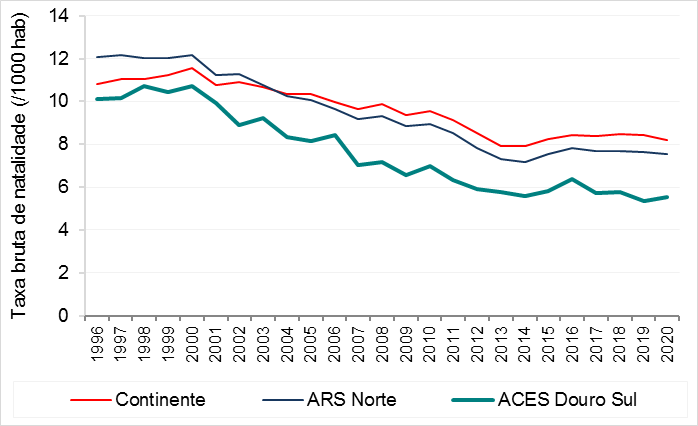 Taxa bruta de natalidade (/1000 hab)
14
12
10
8
6
4
2
0
1996 1997 1998 1999 2000 2001 2002 2003 2004 2005 2006 2007 2008 2009 2010 2011 2012 2013 2014 2015 2016 2017 2018 2019 2020
Continente ARS Norte ACES Douro Sul